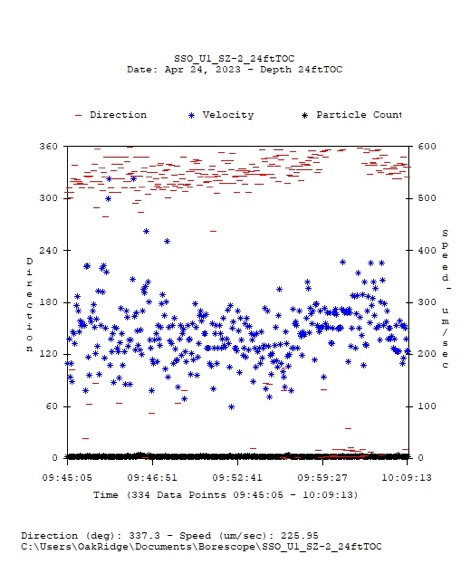 SSO_U1_SZ-2_24ftTOC
Date: Apr 24, 2023 - Depth 24ftTOC
Direction
Velocity
Particle Count
360
300
240
180
120
60
0
Direction
600
500
400
300
200
100
0
Speed - um/sec
09:45:05 09:46:51 09:52:41 09:59:27 10:09:13
Time (334 Data Points 09:45:05 - 10:09:13)
Direction (deg): 337.3 - Speed (um/sec): 225.95
C:\Users\OakRidge\Documents\Borescope\SSO_U1_SZ-2_24ftTOC